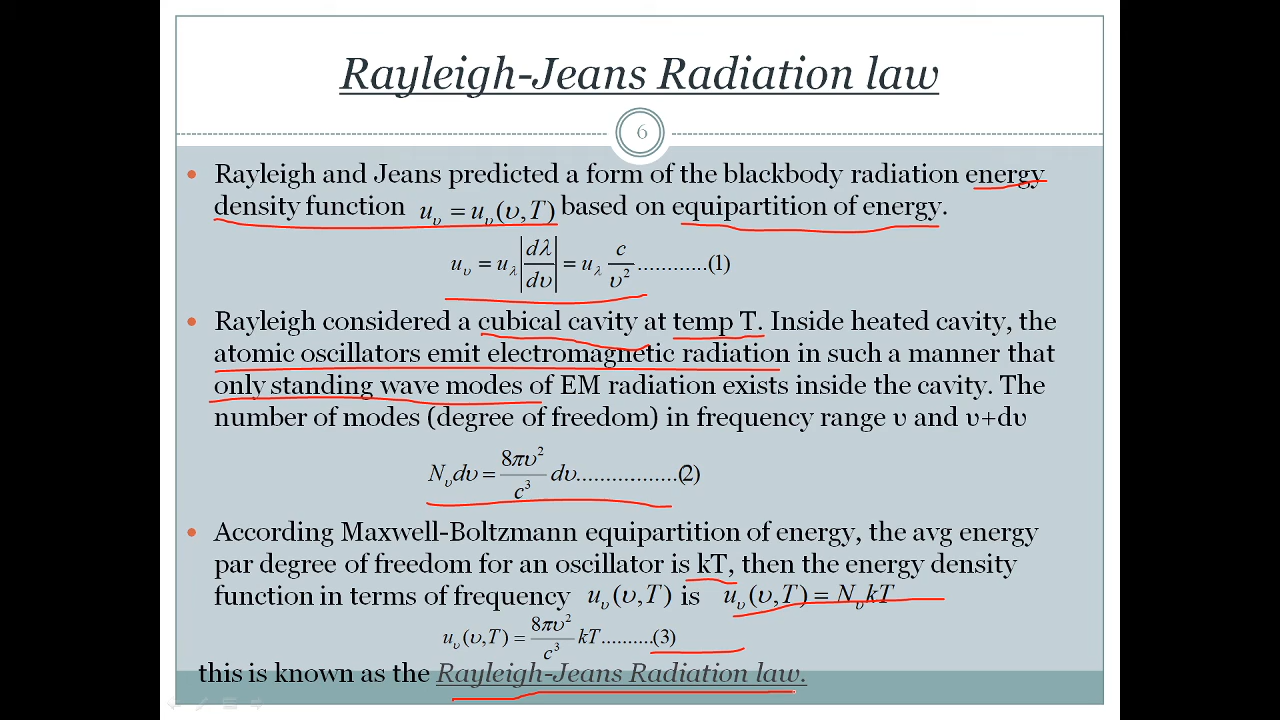 Rayleigh-Jeans Radiation law
6
• Rayleigh and Jeans predicted a form of the blackbody radiation energy
density function u_υ = u_υ(υ,T) based on equipartition of energy.
u_υ = u_λ |dλ/dυ| = u_λ c/υ² ............(1)
• Rayleigh considered a cubical cavity at temp T. Inside heated cavity, the
atomic oscillators emit electromagnetic radiation in such a manner that
only standing wave modes of EM radiation exists inside the cavity. The
number of modes (degree of freedom) in frequency range υ and υ+dυ
N_υ dυ = 8πυ²/c³ dυ.................(2)
• According Maxwell-Boltzmann equipartition of energy, the avg energy
par degree of freedom for an oscillator is kT, then the energy density
function in terms of frequency u_υ(υ,T) is u_υ(υ,T) = N_υ kT
u_υ(υ,T) = 8πυ²/c³ kT..........(3)
this is known as the Rayleigh-Jeans Radiation law.